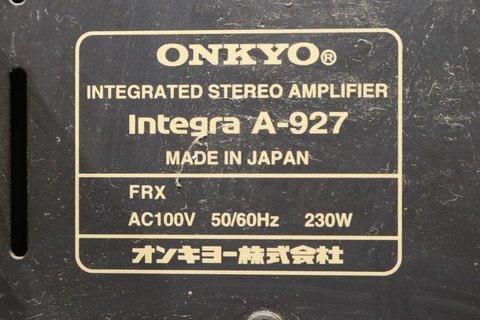 ONKYO®
INTEGRATED STEREO AMPLIFIER
Integra A-927
MADE IN JAPAN
FRX
AC100V 50/60Hz 230W
オンキヨー株式会社